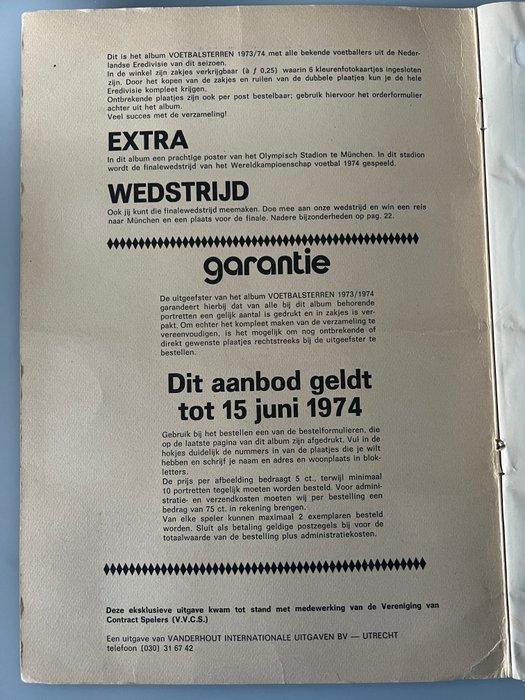 Dit is het album VOETBALSTERREN 1973/74 met alle bekende voetballers uit de Neder-
landse Eredivisie van dit seizoen.
In de winkel zijn zakjes verkrijgbaar (à ƒ 0,25) waarin 6 kleurenfotokaartjes ingesloten
zijn. Door het kopen van de zakjes en ruilen van de dubbele plaatjes kun je de hele
Eredivisie kompleet krijgen.
Ontbrekende plaatjes zijn ook per post bestelbaar; gebruik hiervoor het orderformulier
achter uit het album.
Veel succes met de verzameling!
EXTRA
In dit album een prachtige poster van het Olympisch Stadion te München. In dit stadion
wordt de finalewedstrijd van het Wereldkampioenschap voetbal 1974 gespeeld.
WEDSTRIJD
Ook jij kunt die finalewedstrijd meemaken. Doe mee aan onze wedstrijd en win een reis
naar München en een plaats voor de finale. Nadere bijzonderheden op pag. 22.
garantie
De uitgeefster van het album VOETBALSTERREN 1973/1974
garandeert hierbij dat van alle bij dit album behorende
portretten een gelijk aantal is gedrukt en in zakjes is ver-
pakt. Om echter het kompleet maken van de verzameling te
vereenvoudigen, is het mogelijk om nog ontbrekende of
direkt gewenste plaatjes rechtstreeks bij de uitgeefster te
bestellen.
Dit aanbod geldt
tot 15 juni 1974
Gebruik bij het bestellen een van de bestelformulieren, die
op de laatste pagina van dit album zijn afgedrukt. Vul in de
hokjes duidelijk de nummers in van de plaatjes die je wilt
hebben en schrijf je naam en adres en woonplaats in blok-
letters.
De prijs per afbeelding bedraagt 5 ct., terwijl minimaal
10 portretten tegelijk moeten worden besteld. Voor admini-
stratie- en verzendkosten moeten wij per bestelling een
bedrag van 75 ct. in rekening brengen.
Van elke speler kunnen maximaal 2 exemplaren besteld
worden. Sluit als betaling geldige postzegels bij voor de
totaalwaarde van de bestelling plus administratiekosten.
Deze eksklusieve uitgave kwam tot stand met medewerking van de Vereniging van
Contract Spelers (V.V.C.S.)
Een uitgave van VANDERHOUT INTERNATIONALE UITGAVEN BV — UTRECHT
telefoon (030) 31 67 42